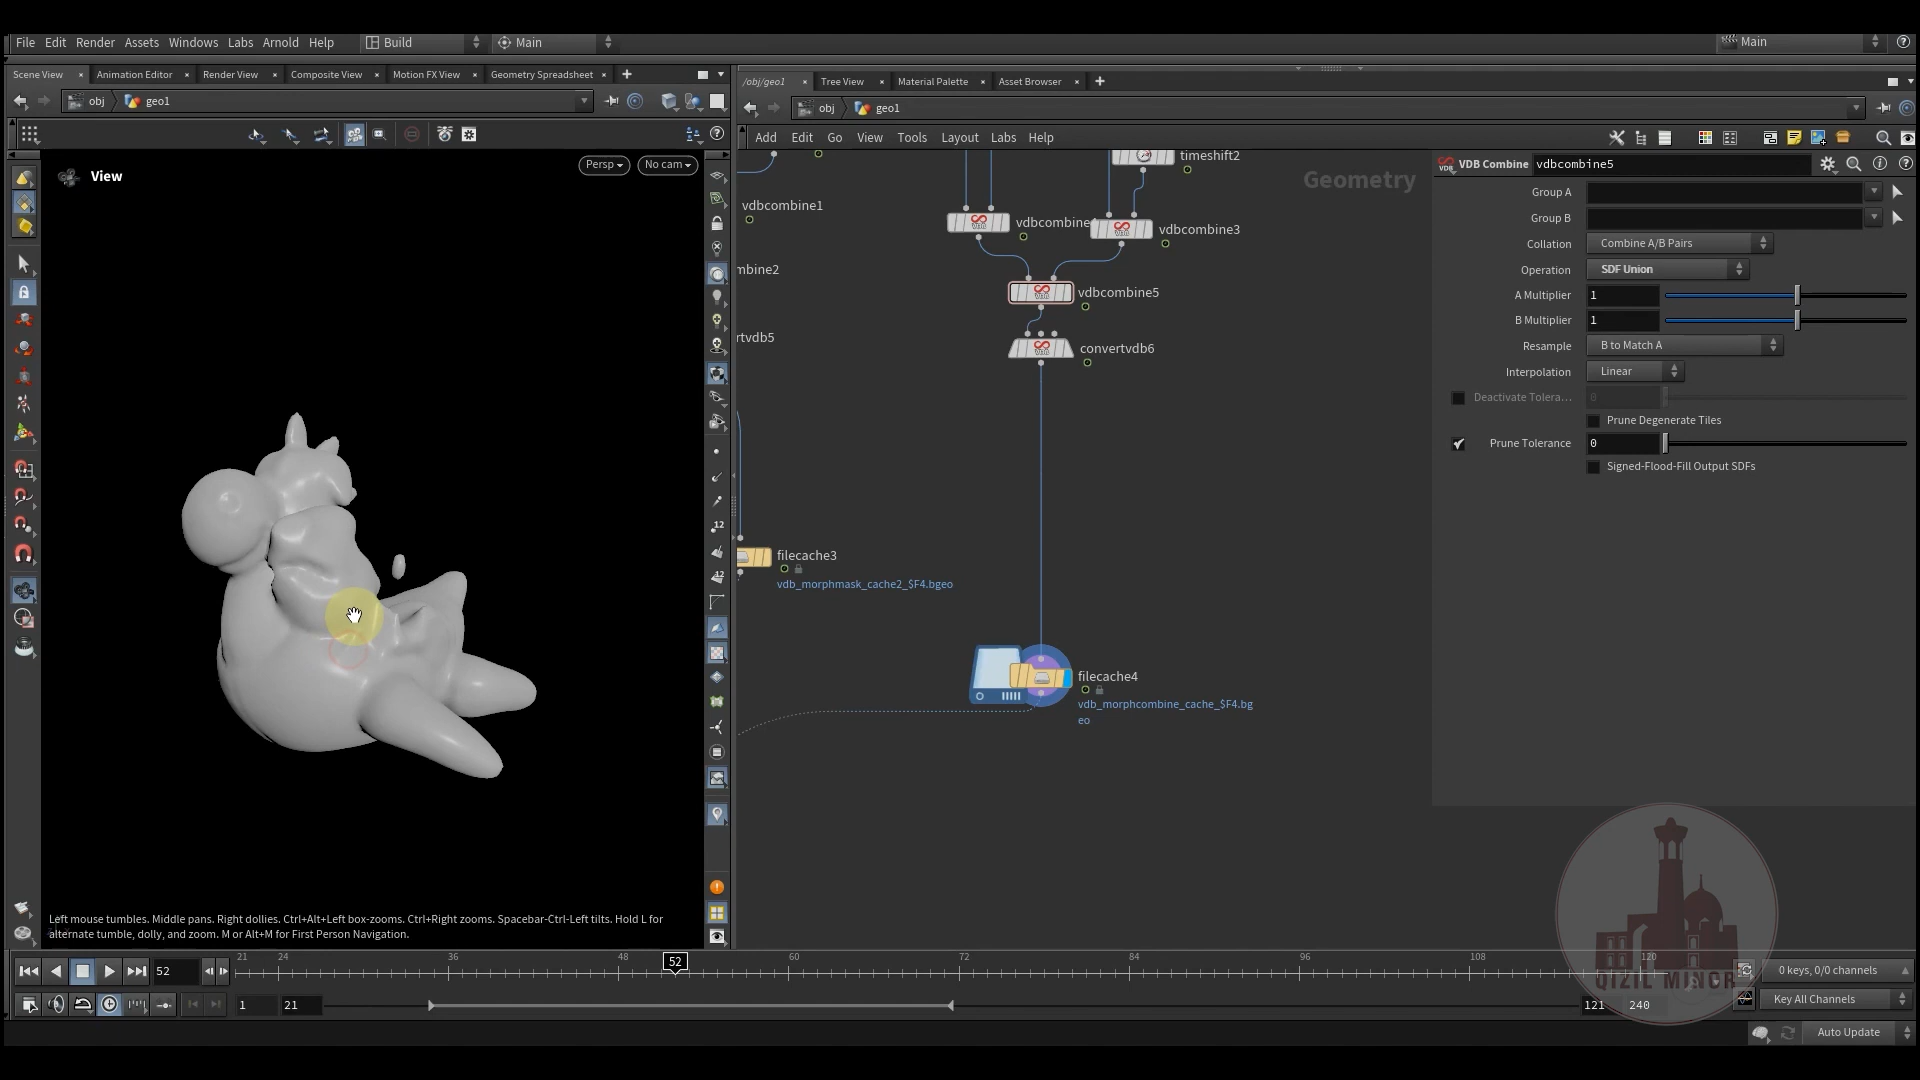 File Edit Render Assets Windows Labs Arnold Help Build Main Main
Scene View Animation Editor Render View Composite View Motion FX View Geometry Spreadsheet
/obj/geo1 Tree View Material Palette Asset Browser
obj geo1
obj geo1
Add Edit Go View Tools Layout Labs Help
View
Persp
No cam
Geometry
timeshift2
vdbcombine1
vdbcombine
vdbcombine3
mbine2
vdbcombine5
rtvdb5
convertvdb6
filecache3
vdb_morphmask_cache2_$F4.bgeo
filecache4
vdb_morphcombine_cache_$F4.bg
eo
VDB Combine vdbcombine5
Group A
Group B
Collation Combine A/B Pairs
Operation SDF Union
A Multiplier 1
B Multiplier 1
Resample B to Match A
Interpolation Linear
Deactivate Tolera... 0
Prune Degenerate Tiles
Prune Tolerance 0
Signed-Flood-Fill Output SDFs
Left mouse tumbles. Middle pans. Right dollies. Ctrl+Alt+Left box-zooms. Ctrl+Right zooms. Spacebar-Ctrl-Left tilts. Hold L for
alternate tumble, dolly, and zoom. M or Alt+M for First Person Navigation.
21 24 36 48 60 72 84 96 108 120
52 52
0 keys, 0/0 channels
QIZIL MINOR
1 21 121 240
Key All Channels
Auto Update